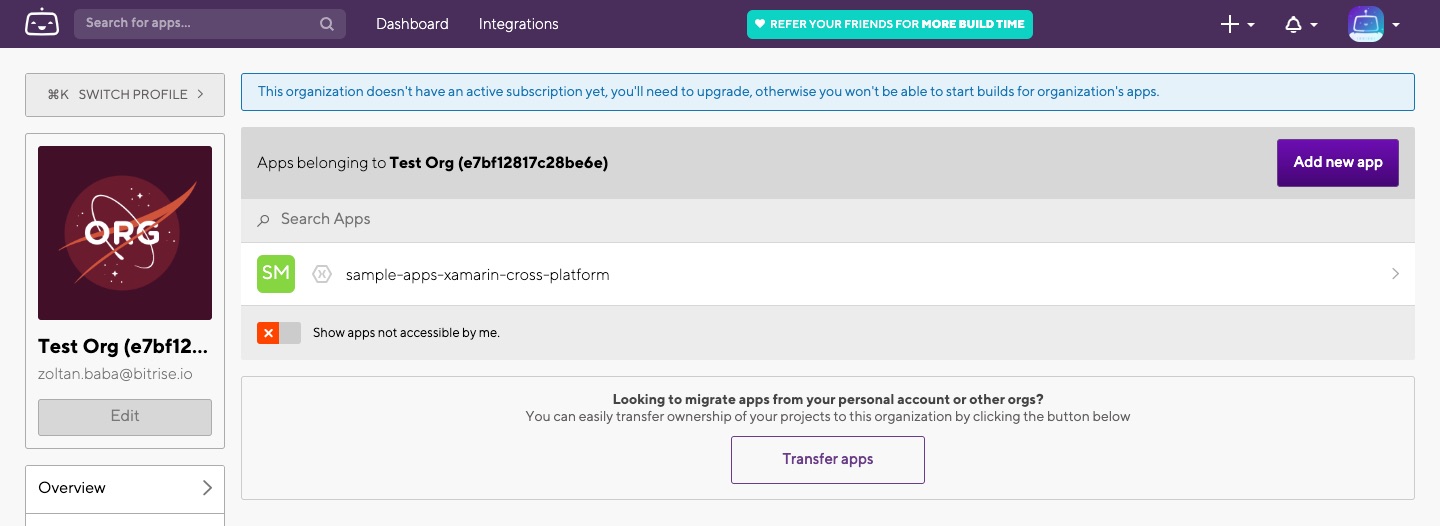 Search for apps...
Dashboard
Integrations
REFER YOUR FRIENDS FOR MORE BUILD TIME
⌘K SWITCH PROFILE
This organization doesn't have an active subscription yet, you'll need to upgrade, otherwise you won't be able to start builds for organization's apps.
Apps belonging to Test Org (e7bf12817c28be6e)
Add new app
Search Apps
SM
sample-apps-xamarin-cross-platform
Show apps not accessible by me.
ORG
Test Org (e7bf12...
zoltan.baba@bitrise.io
Edit
Looking to migrate apps from your personal account or other orgs?
You can easily transfer ownership of your projects to this organization by clicking the button below
Transfer apps
Overview